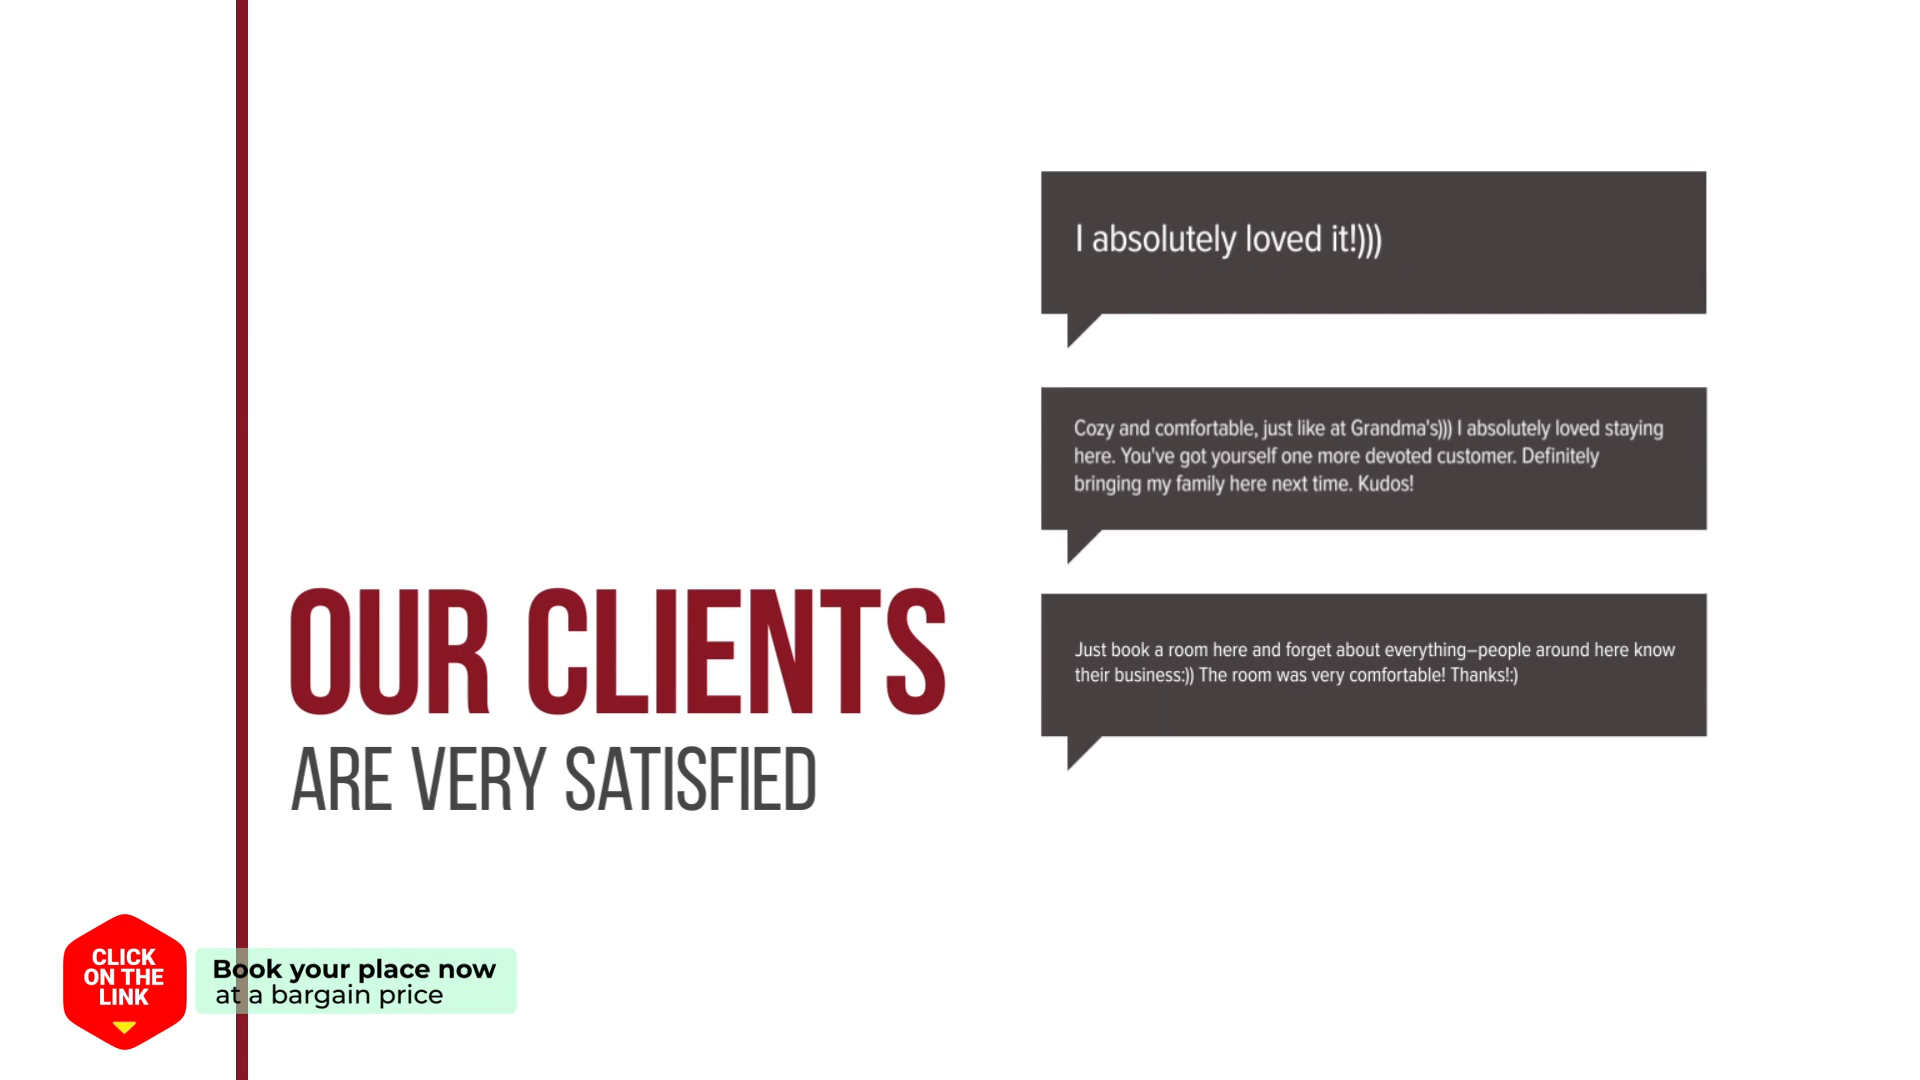 I absolutely loved it!)))
Cozy and comfortable, just like at Grandma's))) I absolutely loved staying
here. You've got yourself one more devoted customer. Definitely
bringing my family here next time. Kudos!
Just book a room here and forget about everything–people around here know
their business:)) The room was very comfortable! Thanks!:)
OUR CLIENTS
ARE VERY SATISFIED
CLICK
ON THE
LINK
Book your place now
at a bargain price